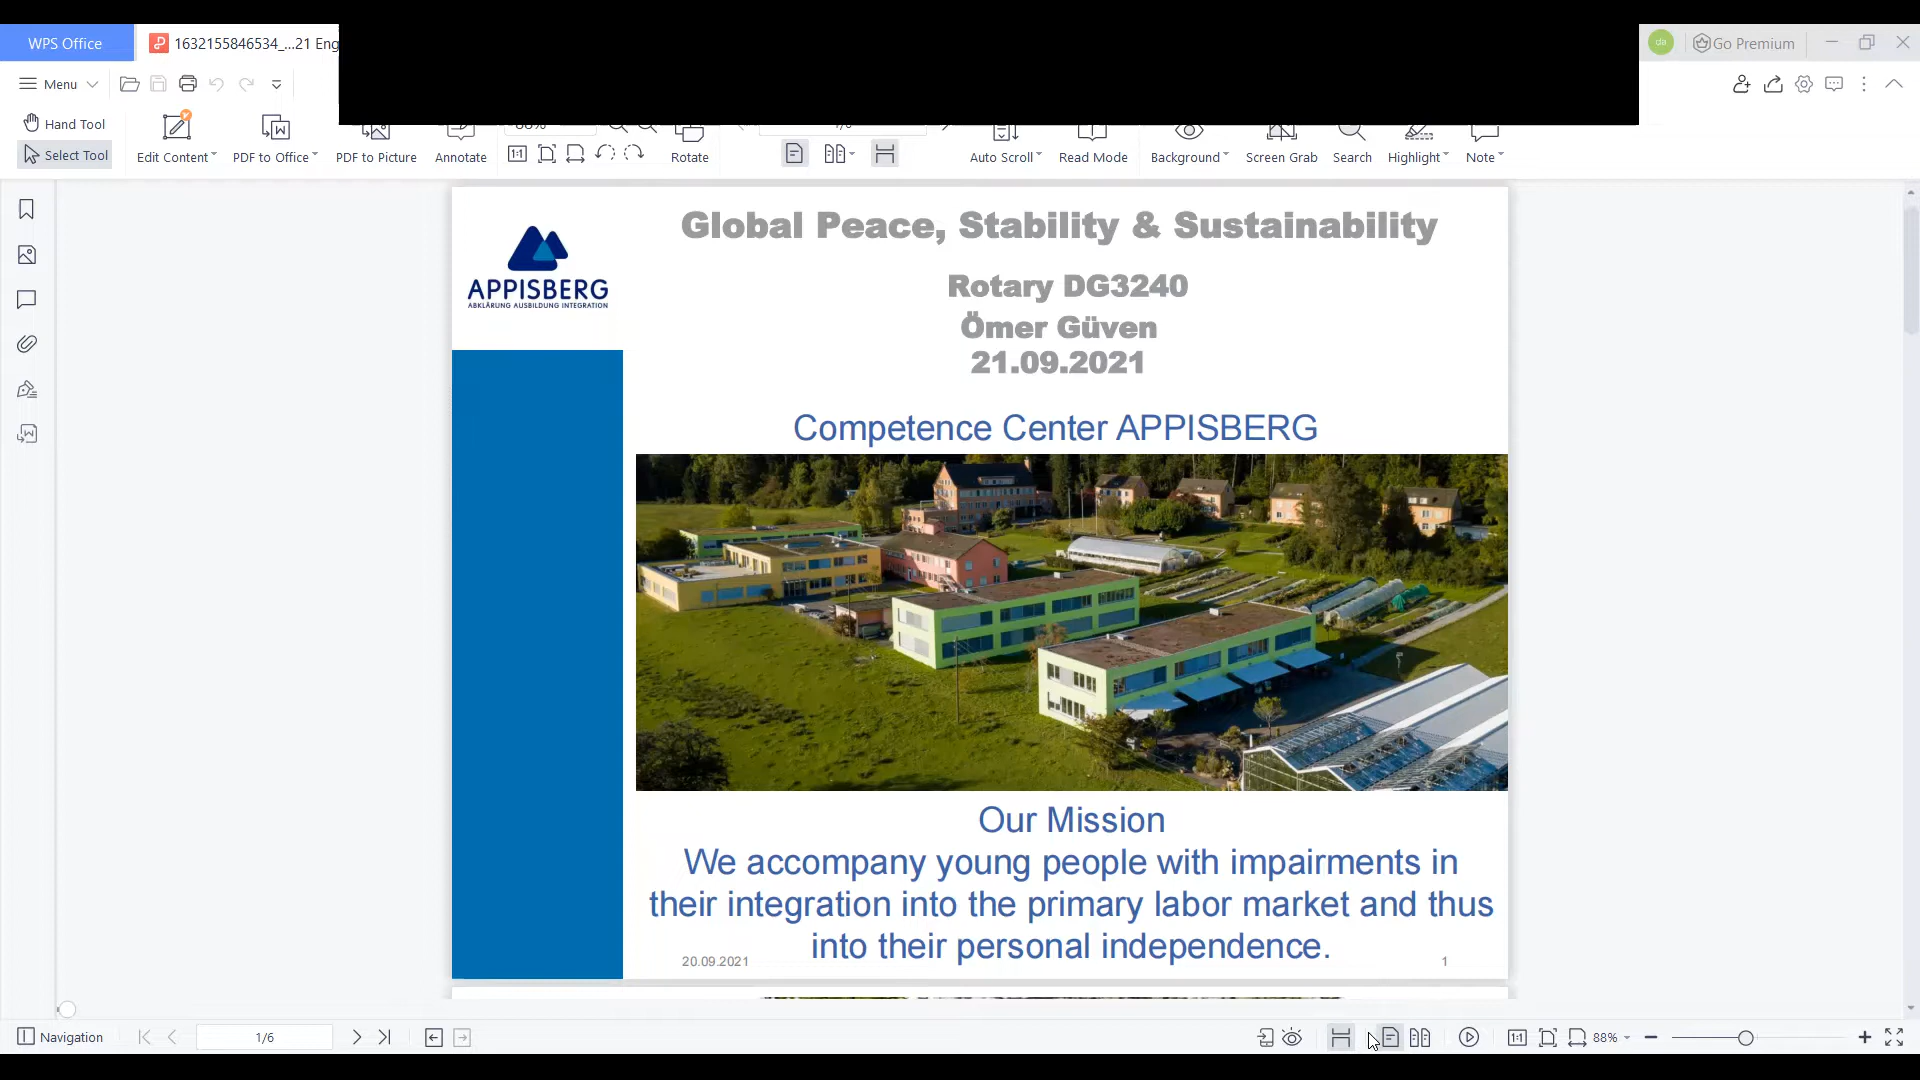 WPS Office
1632155846534_...21 Eng
da
Go Premium
Menu
Hand Tool
Select Tool
Edit Content
PDF to Office
PDF to Picture
Annotate
Rotate
Auto Scroll
Read Mode
Background
Screen Grab
Search
Highlight
Note
APPISBERG
ABKLÄRUNG AUSBILDUNG INTEGRATION
Global Peace, Stability & Sustainability
Rotary DG3240
Ömer Güven
21.09.2021
Competence Center APPISBERG
Our Mission
We accompany young people with impairments in
their integration into the primary labor market and thus
into their personal independence.
20.09.2021
1
Navigation
1/6
1:1
88%